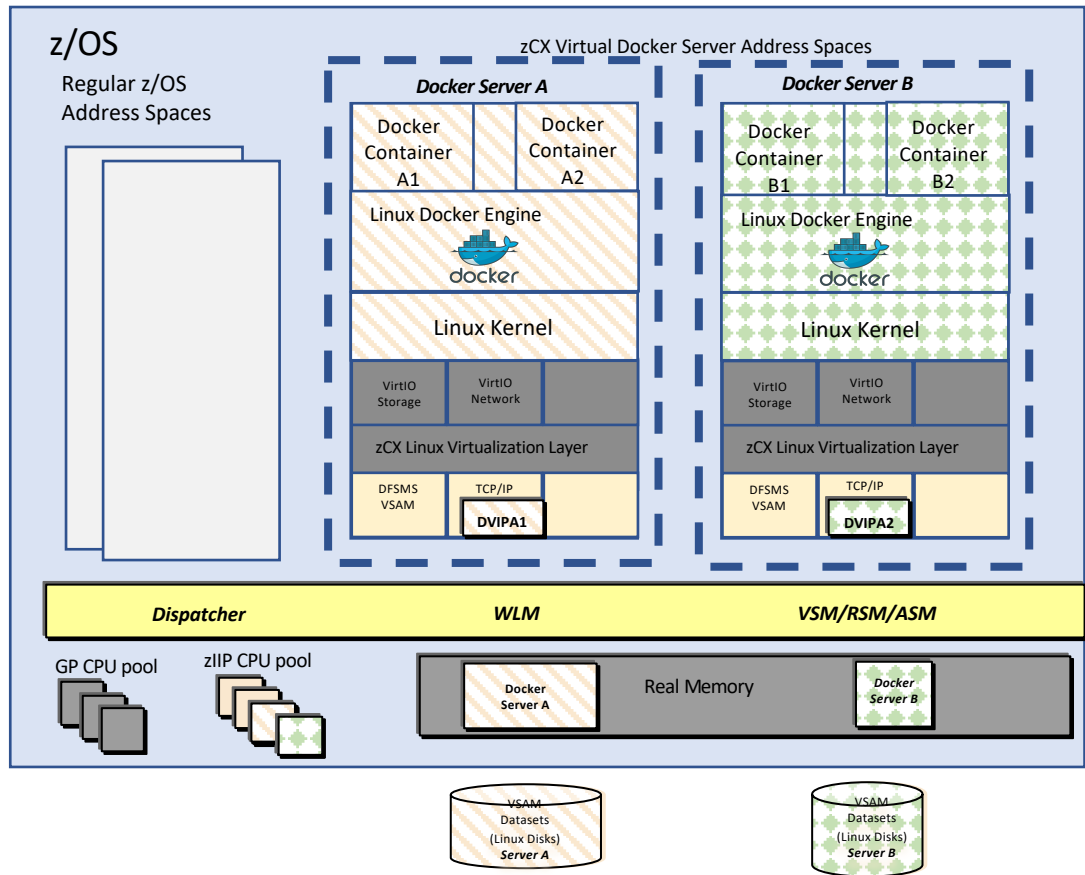 z/OS
zCX Virtual Docker Server Address Spaces
Regular z/OS
Address Spaces
Docker Server A
Docker
Container
A1
Docker
Container
A2
Linux Docker Engine
docker
Linux Kernel
VirtIO
Storage
VirtIO
Network
zCX Linux Virtualization Layer
DFSMS
VSAM
TCP/IP
DVIPA1
Docker Server B
Docker
Container
B1
Docker
Container
B2
Linux Docker Engine
docker
Linux Kernel
VirtIO
Storage
VirtIO
Network
zCX Linux Virtualization Layer
DFSMS
VSAM
TCP/IP
DVIPA2
Dispatcher
WLM
VSM/RSM/ASM
GP CPU pool
zIIP CPU pool
Docker
Server A
Real Memory
Docker
Server B
VSAM
Datasets
(Linux Disks)
Server A
VSAM
Datasets
(Linux Disks)
Server B